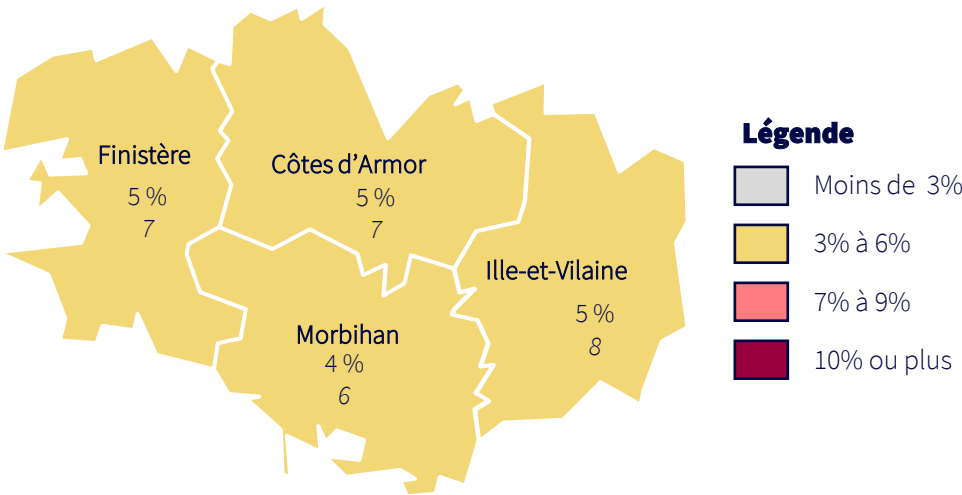 Finistère
5 %
7
Côtes d’Armor
5 %
7
Ille-et-Vilaine
5 %
8
Morbihan
4 %
6
Légende
Moins de 3%
3% à 6%
7% à 9%
10% ou plus